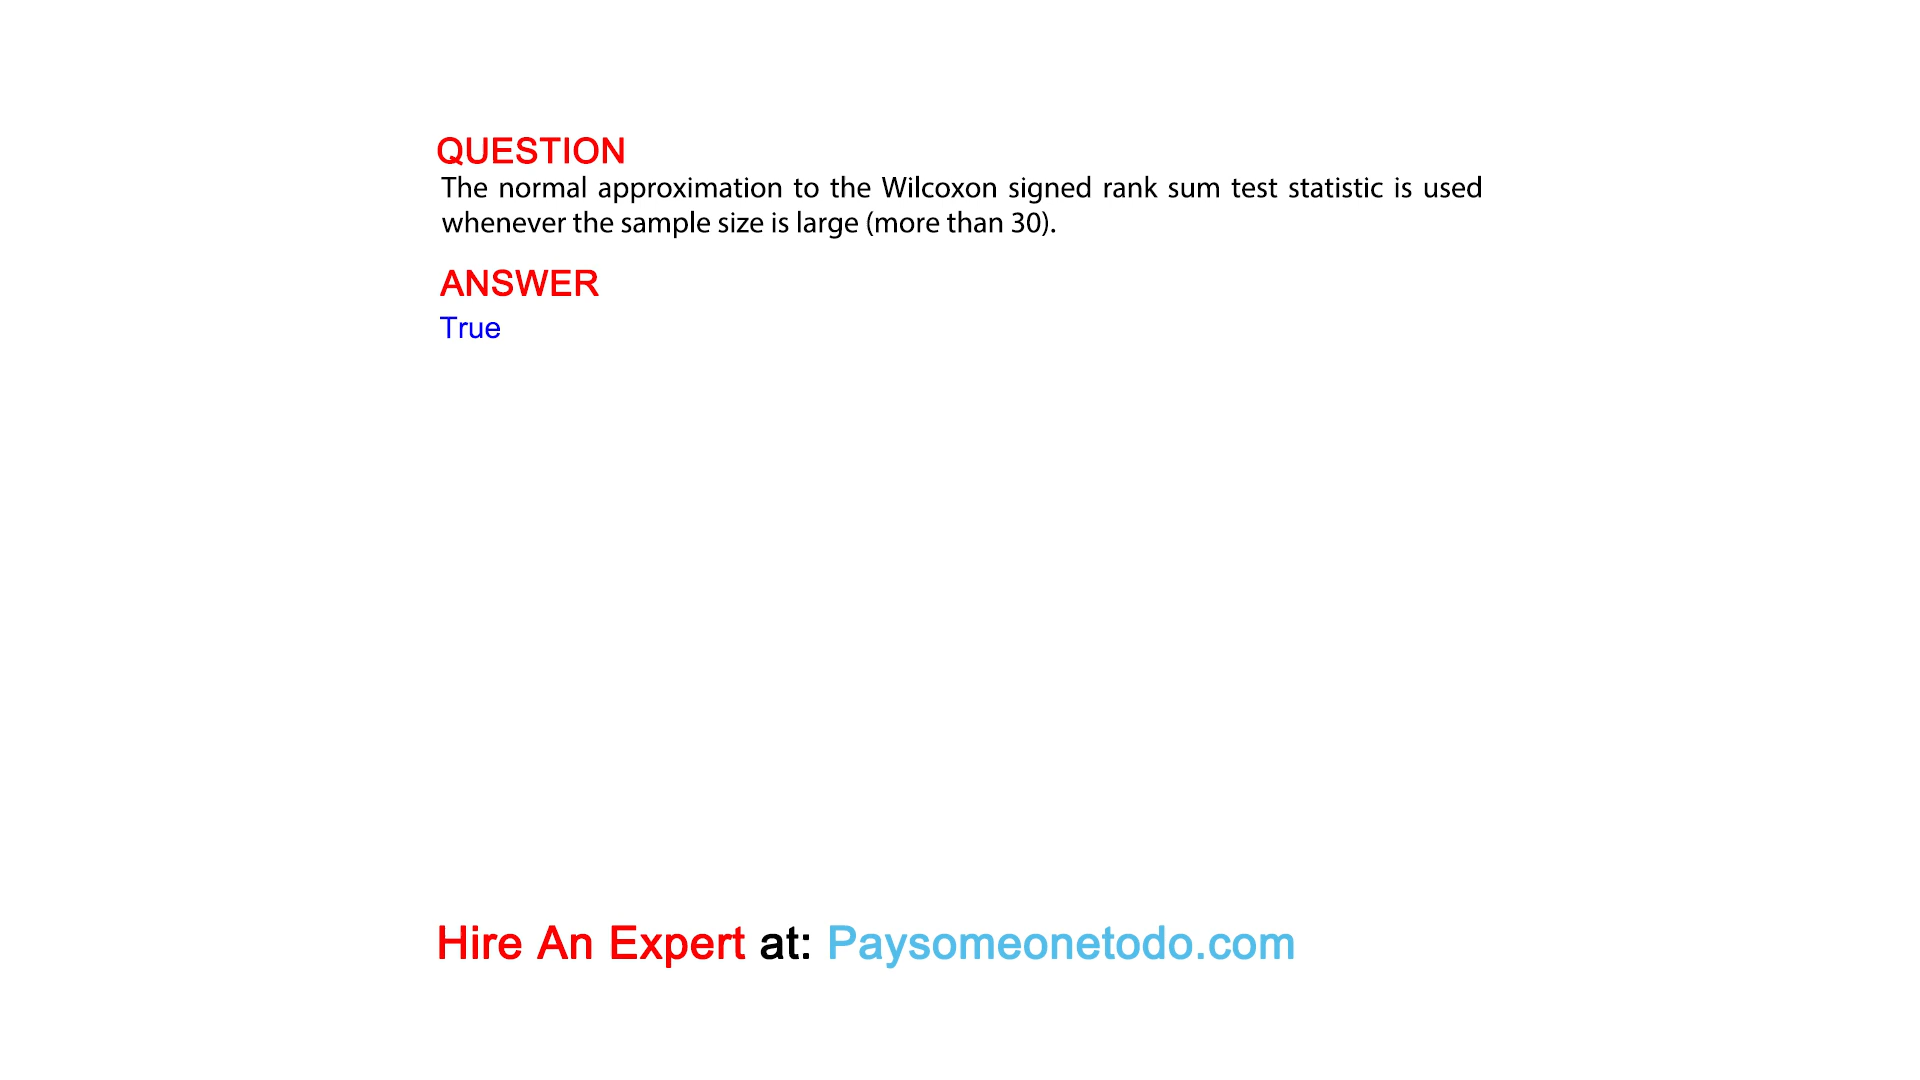 QUESTION
The normal approximation to the Wilcoxon signed rank sum test statistic is used
whenever the sample size is large (more than 30).
ANSWER
True
Hire An Expert at: Paysomeonetodo.com